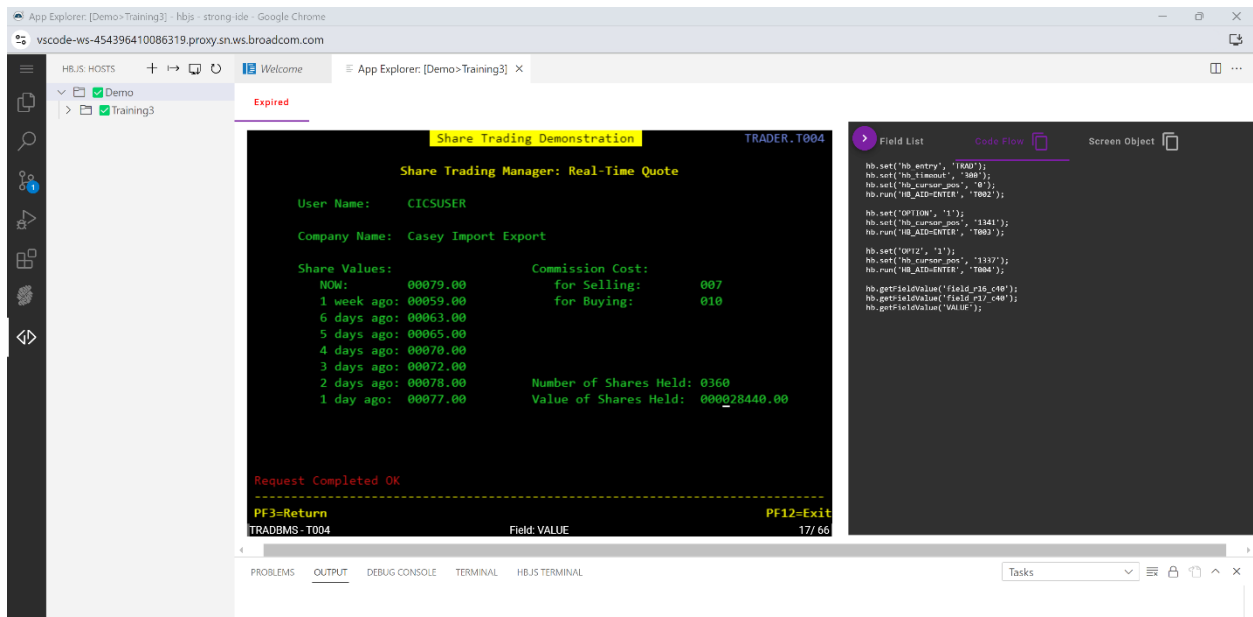 App Explorer: [Demo>Training3] - hbjs - strong-ide - Google Chrome
vscode-ws-454396410086319.proxy.sn.ws.broadcom.com
HB.JS: HOSTS
Welcome
App Explorer: [Demo>Training3]
Demo
Training3
1
Expired
Share Trading Demonstration TRADER.T004
Share Trading Manager: Real-Time Quote
User Name: CICSUSER
Company Name: Casey Import Export
Share Values: Commission Cost:
NOW: 00079.00 for Selling: 007
1 week ago: 00059.00 for Buying: 010
6 days ago: 00063.00
5 days ago: 00065.00
4 days ago: 00070.00
3 days ago: 00072.00
2 days ago: 00078.00 Number of Shares Held: 0360
1 day ago: 00077.00 Value of Shares Held: 000028440.00
Request Completed OK
PF3=Return PF12=Exit
TRADBMS - T004 Field: VALUE 17/ 66
Field List Code Flow Screen Object
hb.set('hb_entry', 'TRAD');
hb.set('hb_timeout', '300');
hb.set('hb_cursor_pos', '0');
hb.run('HB_AID=ENTER', 'T002');
hb.set('OPTION', '1');
hb.set('hb_cursor_pos', '1341');
hb.run('HB_AID=ENTER', 'T003');
hb.set('OPT2', '1');
hb.set('hb_cursor_pos', '1337');
hb.run('HB_AID=ENTER', 'T004');
hb.getFieldValue('field_r16_c40');
hb.getFieldValue('field_r17_c40');
hb.getFieldValue('VALUE');
PROBLEMS OUTPUT DEBUG CONSOLE TERMINAL HBJS TERMINAL
Tasks